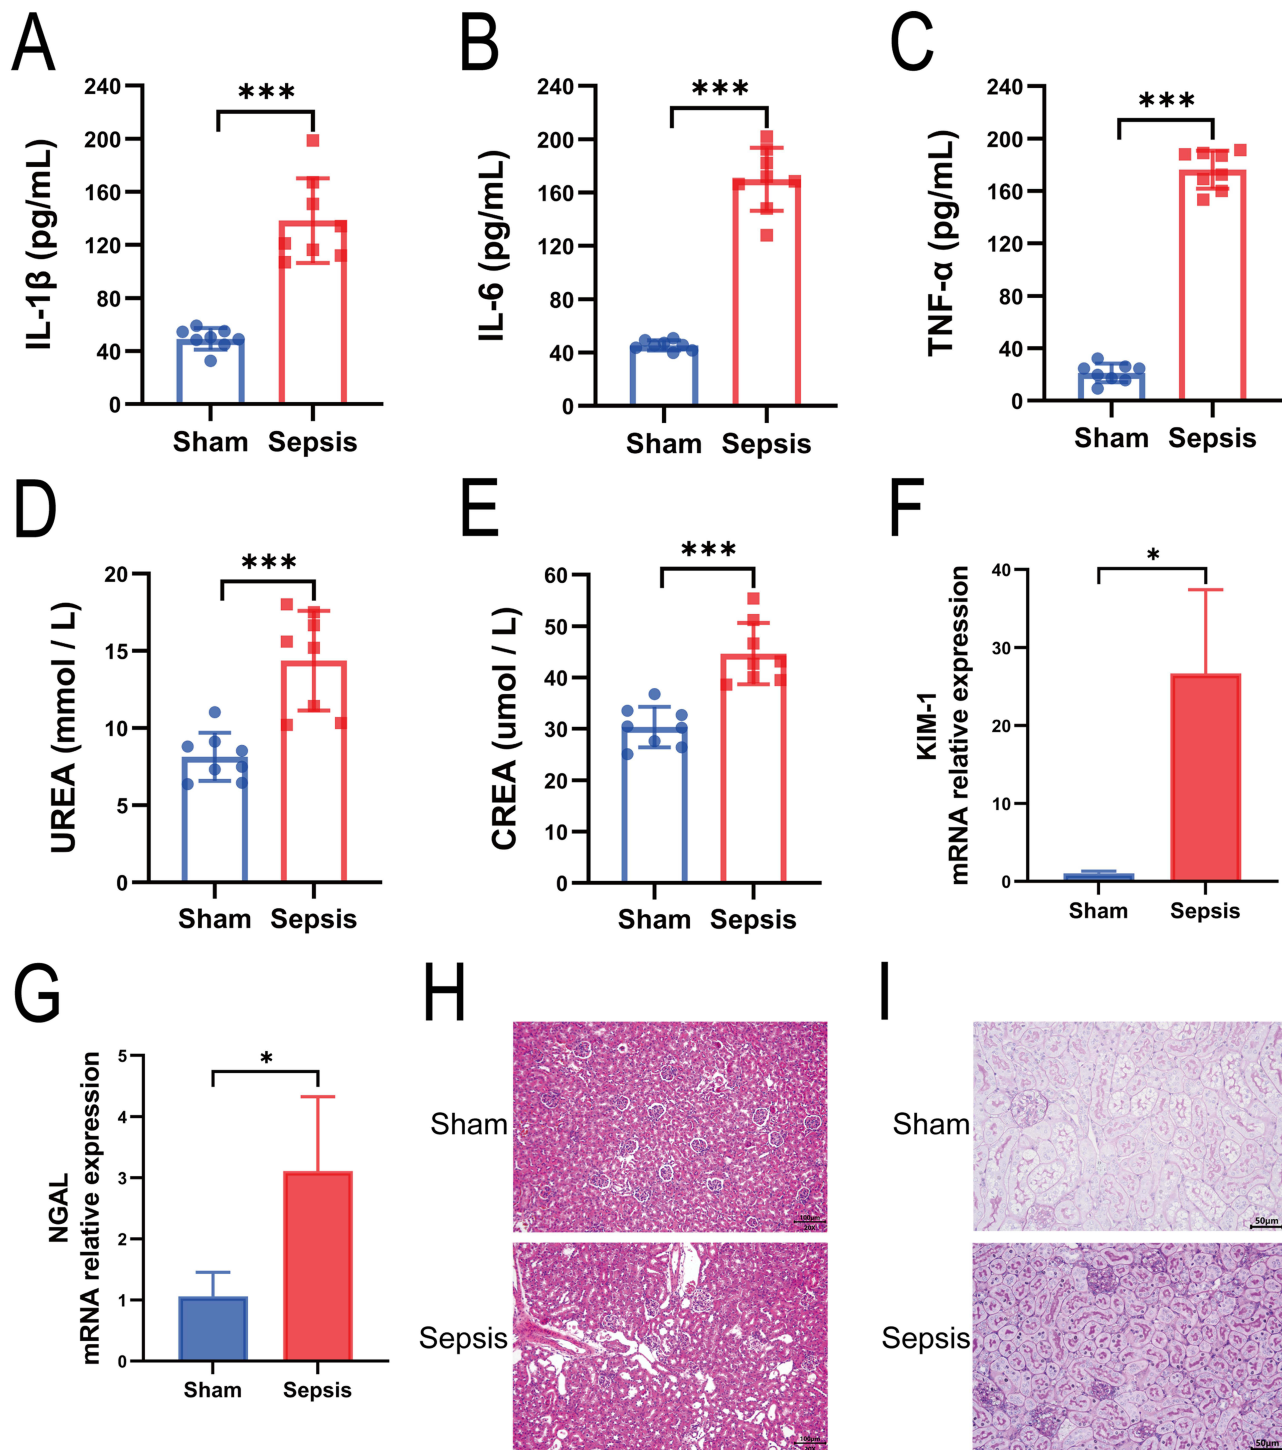 A
B
C
IL-1β (pg/mL)
240
200
160
120
80
40
0
***
Sham
Sepsis
IL-6 (pg/mL)
240
200
160
120
80
40
0
***
Sham
Sepsis
TNF-α (pg/mL)
240
200
160
120
80
40
0
***
Sham
Sepsis
D
E
F
UREA (mmol / L)
20
15
10
5
0
***
Sham
Sepsis
CREA (umol / L)
60
50
40
30
20
10
0
***
Sham
Sepsis
KIM-1
mRNA relative expression
40
30
20
10
0
*
Sham
Sepsis
G
H
I
NGAL
mRNA relative expression
5
4
3
2
1
0
*
Sham
Sepsis
Sham
100μm
20X
Sepsis
100μm
Sham
50μm
Sepsis
50μm